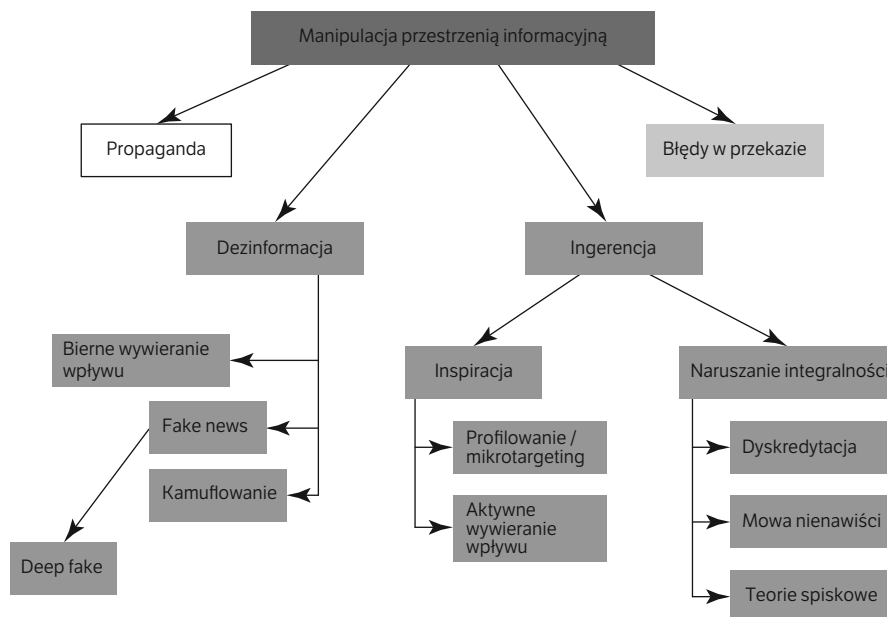 Manipulacja przestrzenią informacyjną
Propaganda
Błędy w przekazie
Dezinformacja
Ingerencja
Bierne wywieranie
wpływu
Fake news
Kamuflowanie
Deep fake
Inspiracja
Profilowanie /
mikrotargeting
Aktywne
wywieranie
wpływu
Naruszanie integralności
Dyskredytacja
Mowa nienawiści
Teorie spiskowe